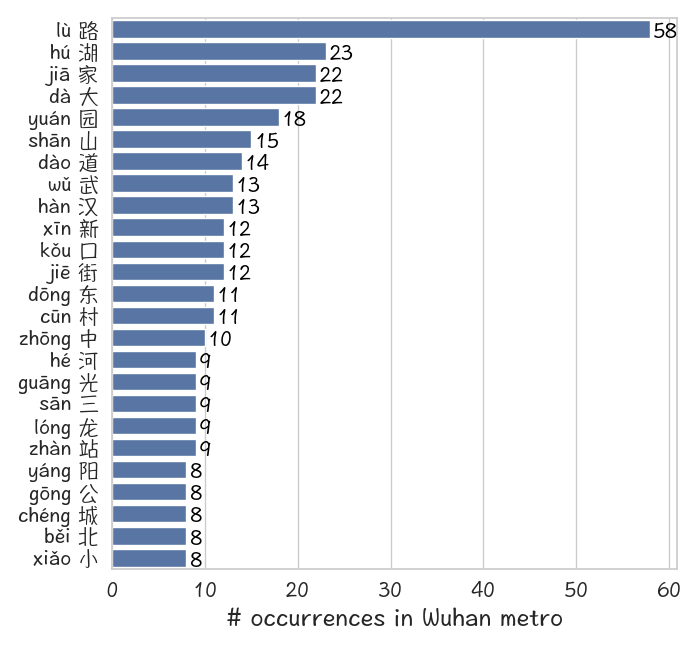 lù 路 58
hú 湖 23
jiā 家 22
dà 大 22
yuán 园 18
shān 山 15
dào 道 14
wǔ 武 13
hàn 汉 13
xīn 新 12
kǒu 口 12
jiē 街 12
dōng 东 11
cūn 村 11
zhōng 中 10
hé 河 9
guāng 光 9
sān 三 9
lóng 龙 9
zhàn 站 9
yáng 阳 8
gōng 公 8
chéng 城 8
běi 北 8
xiǎo 小 8
0 10 20 30 40 50 60
# occurrences in Wuhan metro